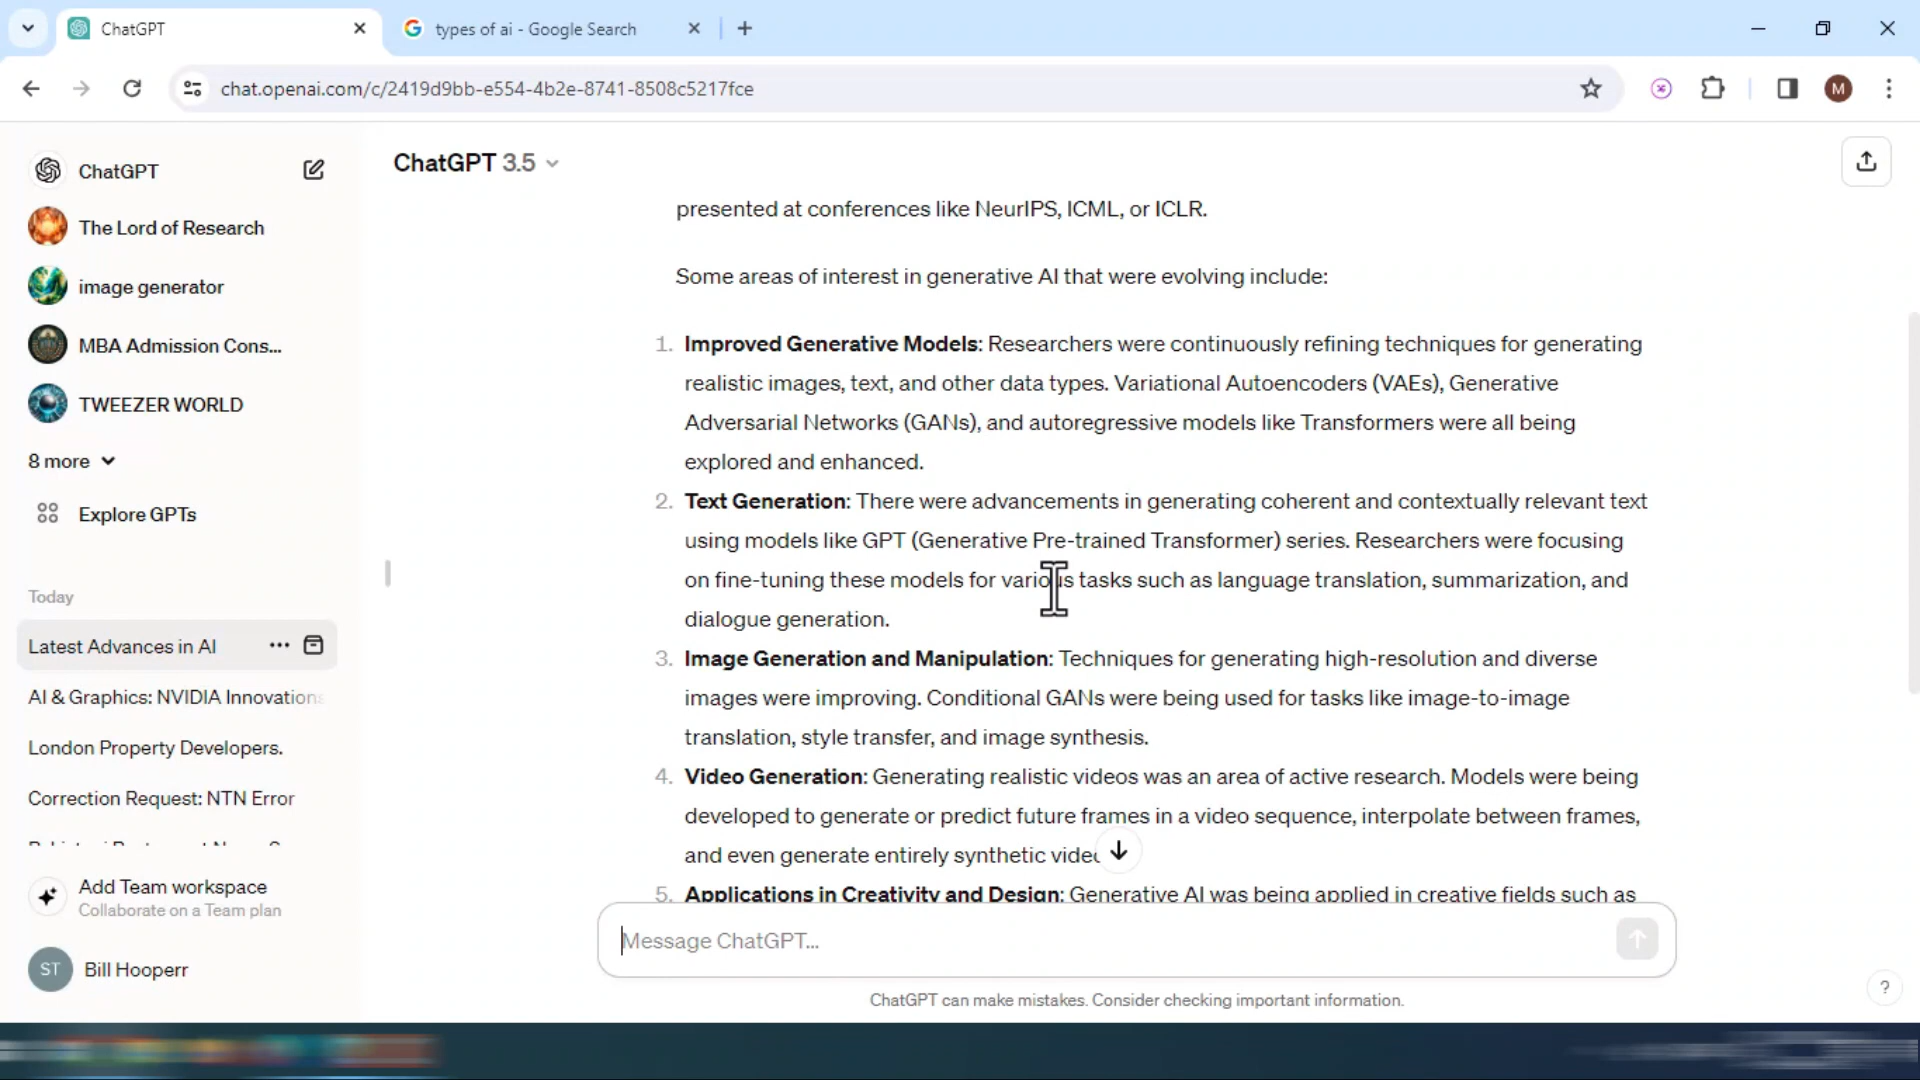 ChatGPT
types of ai - Google Search
chat.openai.com/c/2419d9bb-e554-4b2e-8741-8508c5217fce
M
ChatGPT
The Lord of Research
image generator
MBA Admission Cons...
TWEEZER WORLD
8 more
Explore GPTs
Today
Latest Advances in AI
AI & Graphics: NVIDIA Innovations
London Property Developers.
Correction Request: NTN Error
Add Team workspace
Collaborate on a Team plan
ST
Bill Hooperr
ChatGPT 3.5
presented at conferences like NeurIPS, ICML, or ICLR.
Some areas of interest in generative AI that were evolving include:
1. Improved Generative Models: Researchers were continuously refining techniques for generating
realistic images, text, and other data types. Variational Autoencoders (VAEs), Generative
Adversarial Networks (GANs), and autoregressive models like Transformers were all being
explored and enhanced.
2. Text Generation: There were advancements in generating coherent and contextually relevant text
using models like GPT (Generative Pre-trained Transformer) series. Researchers were focusing
on fine-tuning these models for various tasks such as language translation, summarization, and
dialogue generation.
3. Image Generation and Manipulation: Techniques for generating high-resolution and diverse
images were improving. Conditional GANs were being used for tasks like image-to-image
translation, style transfer, and image synthesis.
4. Video Generation: Generating realistic videos was an area of active research. Models were being
developed to generate or predict future frames in a video sequence, interpolate between frames,
and even generate entirely synthetic video
5. Applications in Creativity and Design: Generative AI was being applied in creative fields such as
Message ChatGPT...
ChatGPT can make mistakes. Consider checking important information.
?